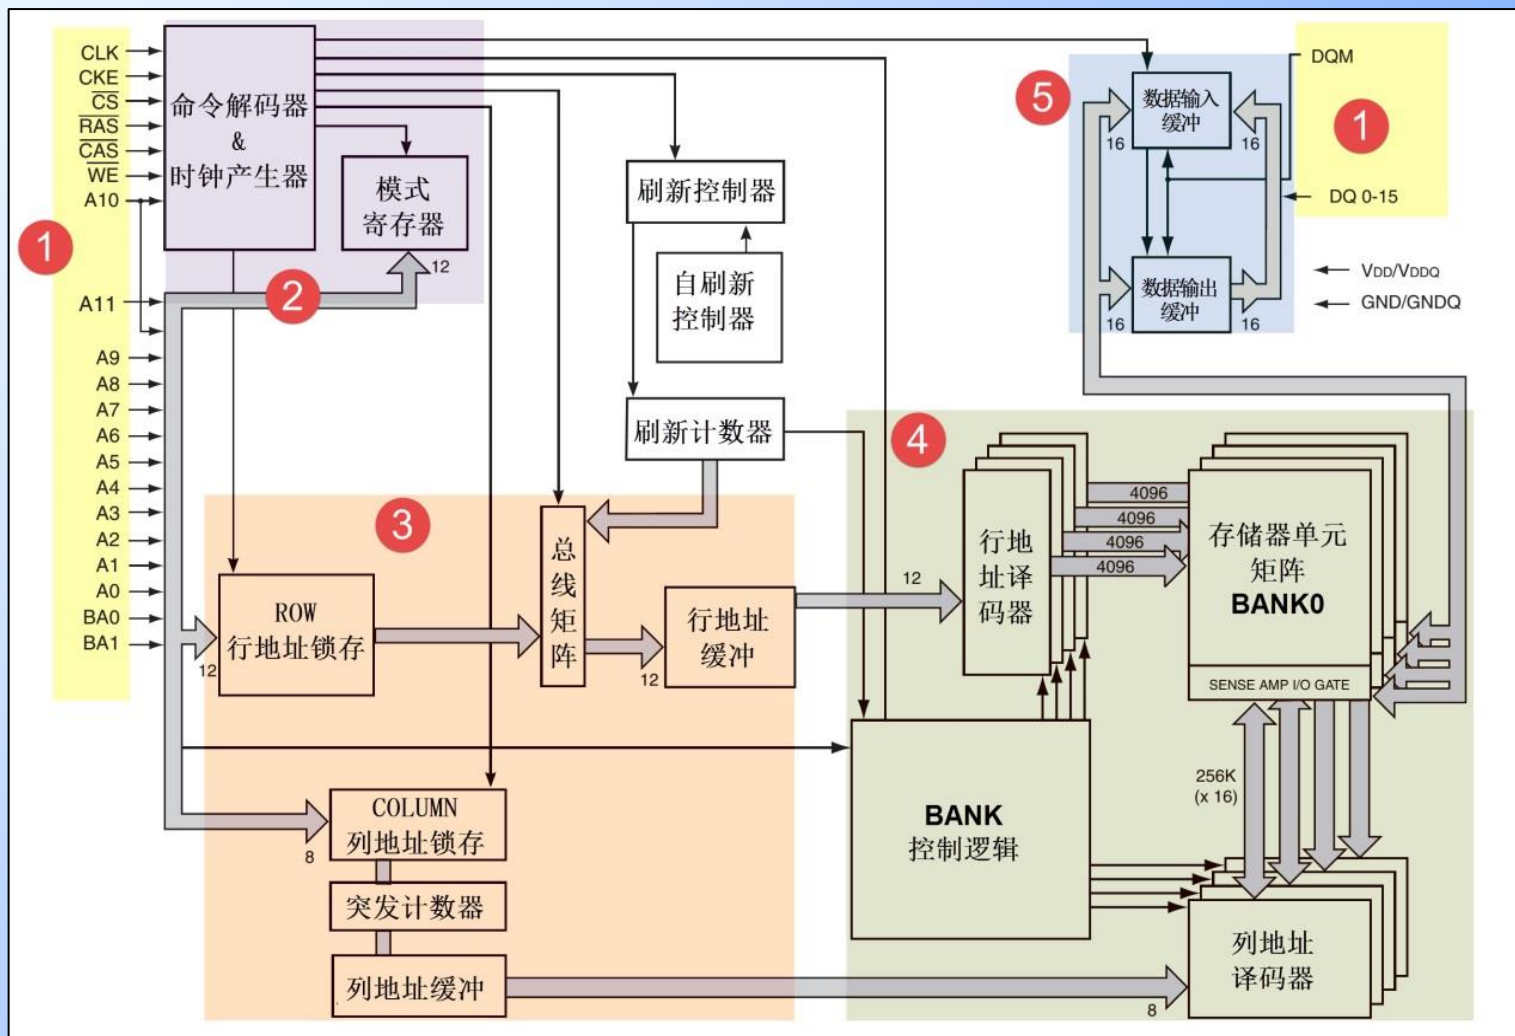 CLK
CKE
CS
RAS
CAS
WE
A10
A11
A9
A8
A7
A6
A5
A4
A3
A2
A1
A0
BA0
BA1
1
命令解码器
&
时钟产生器
模式
寄存器
12
2
刷新控制器
自刷新
控制器
刷新计数器
5
数据输入
缓冲
16
16
数据输出
缓冲
16
16
DQM
1
DQ 0-15
VDD/VDDQ
GND/GNDQ
3
ROW
行地址锁存
12
总
线
矩
阵
12
行地址
缓冲
COLUMN
列地址锁存
8
突发计数器
列地址缓冲
4
12
行地
址译
码器
4096
4096
4096
4096
存储器单元
矩阵
BANK0
SENSE AMP I/O GATE
256K
(x 16)
BANK
控制逻辑
列地址
译码器
8